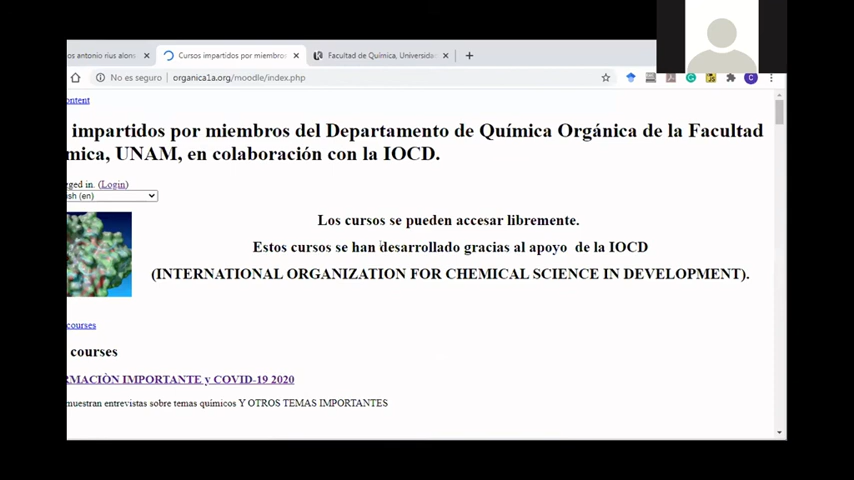 os antonio rius alons
Cursos impartidos por miembros
Facultad de Química, Universida
No es seguro
organica1a.org/moodle/index.php
ontent
impartidos por miembros del Departamento de Química Orgánica de la Facultad
mica, UNAM, en colaboración con la IOCD.
gged in. (Login)
sh (en)
Los cursos se pueden accesar libremente.
Estos cursos se han desarrollado gracias al apoyo de la IOCD
(INTERNATIONAL ORGANIZATION FOR CHEMICAL SCIENCE IN DEVELOPMENT).
courses
courses
RMACIÒN IMPORTANTE y COVID-19 2020
muestran entrevistas sobre temas químicos Y OTROS TEMAS IMPORTANTES